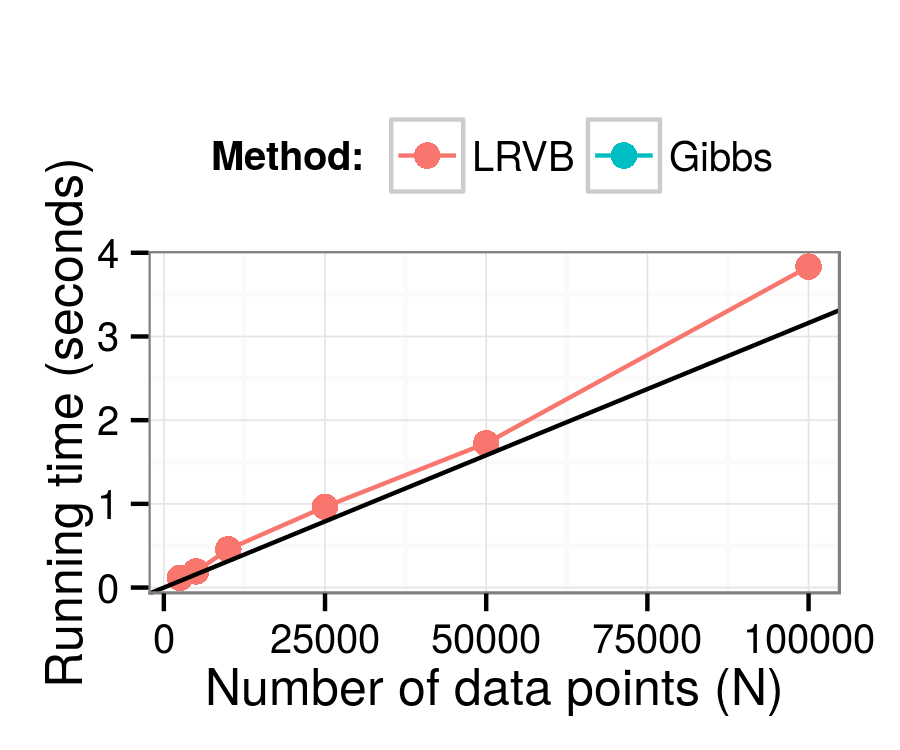 Method: LRVB Gibbs
Running time (seconds)
4
3
2
1
0
0 25000 50000 75000 100000
Number of data points (N)